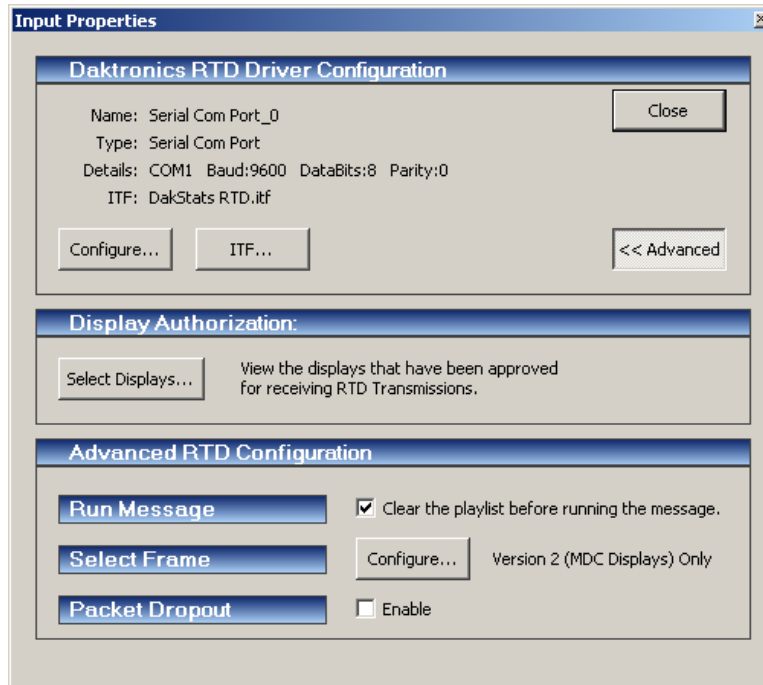 Input Properties
Daktronics RTD Driver Configuration
Name: Serial Com Port_0
Close
Type: Serial Com Port
Details: COM1 Baud:9600 DataBits:8 Parity:0
ITF: DakStats RTD.itf
Configure... ITF... << Advanced
Display Authorization:
Select Displays...
View the displays that have been approved
for receiving RTD Transmissions.
Advanced RTD Configuration
Run Message Clear the playlist before running the message.
Select Frame Configure... Version 2 (MDC Displays) Only
Packet Dropout Enable